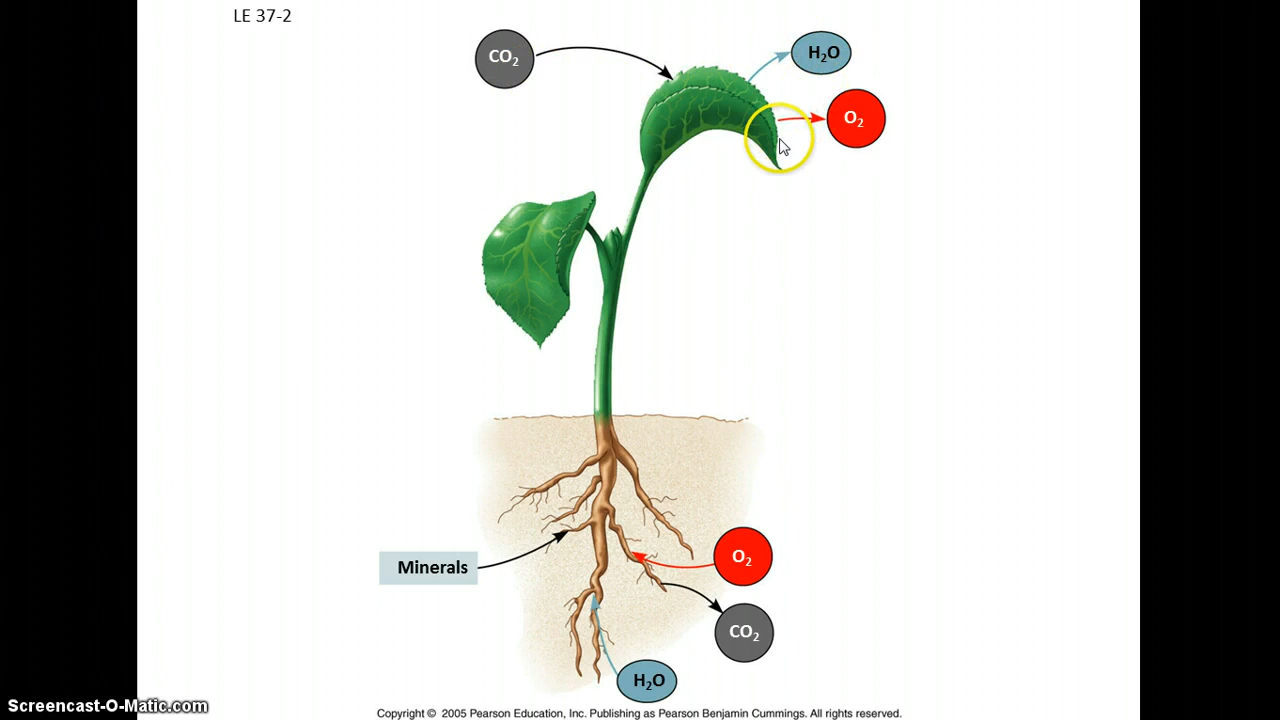 LE 37-2
CO₂
H₂O
O₂
Minerals
O₂
CO₂
H₂O
Copyright © 2005 Pearson Education, Inc. Publishing as Pearson Benjamin Cummings. All rights reserved.
Screencast-O-Matic.com